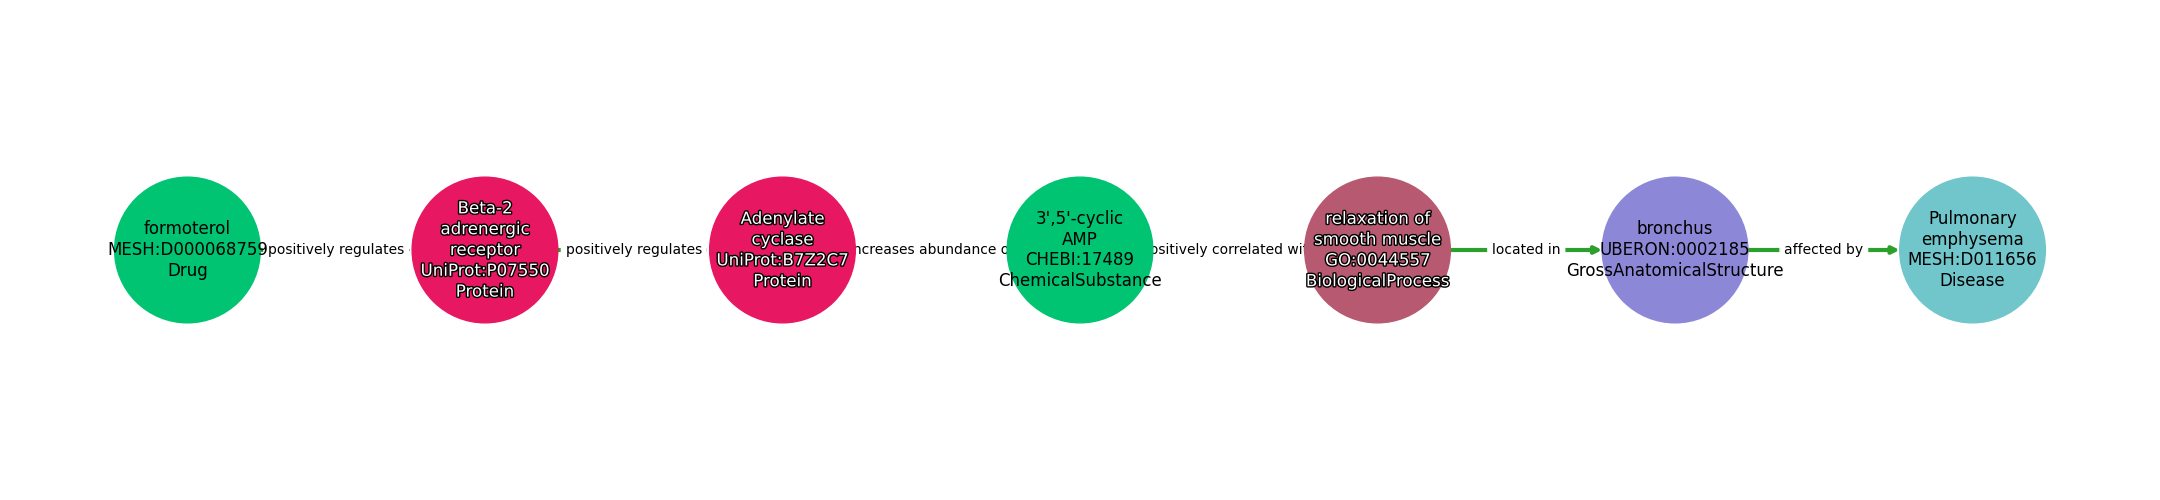 formoterol
MESH:D000068759
Drug
positively regulates
Beta-2
adrenergic
receptor
UniProt:P07550
Protein
positively regulates
Adenylate
cyclase
UniProt:B7Z2C7
Protein
increases abundance
3',5'-cyclic
AMP
CHEBI:17489
ChemicalSubstance
positively correlated
relaxation of
smooth muscle
GO:0044557
BiologicalProcess
located in
bronchus
UBERON:0002185
GrossAnatomicalStructure
affected by
Pulmonary
emphysema
MESH:D011656
Disease